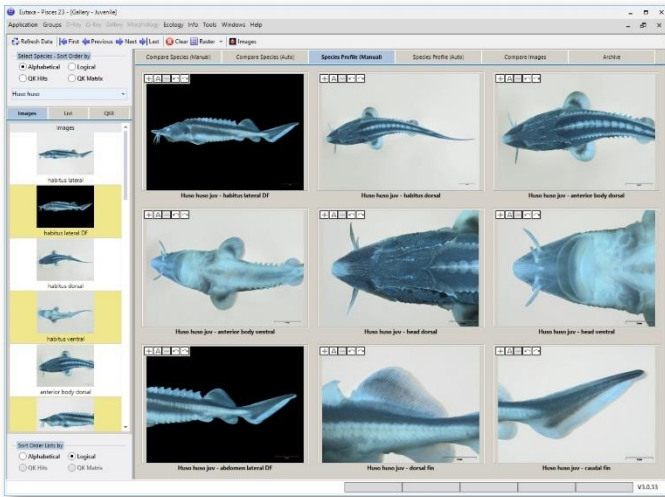 Eutaxa - Pisces 23 - [Gallery - Juvenile]
Application Groups Q-Key Q-Key Gallery Morphology Ecology Info Tools Windows Help
Refresh Data First Previous Next Last Clear Raster Images
Select Species - Sort Order by
Alphabetical Logical
QK Hits QK Matrix
Huso huso
Images List QKB
Compare Species (Manual) Compare Species (Auto) Species Profile (Manual) Species Profile (Auto) Compare Images Archive
Images
habitus lateral
habitus lateral DF
habitus dorsal
habitus ventral
anterior body dorsal
Huso huso juv - habitus lateral DF
Huso huso juv - habitus dorsal
Huso huso juv - anterior body dorsal
Huso huso juv - anterior body ventral
Huso huso juv - head dorsal
Huso huso juv - head ventral
Huso huso juv - abdomen lateral DF
Huso huso juv - dorsal fin
Huso huso juv - caudal fin
Sort Order Lists by
Alphabetical Logical
QK Hits QK Matrix
V3.0.33